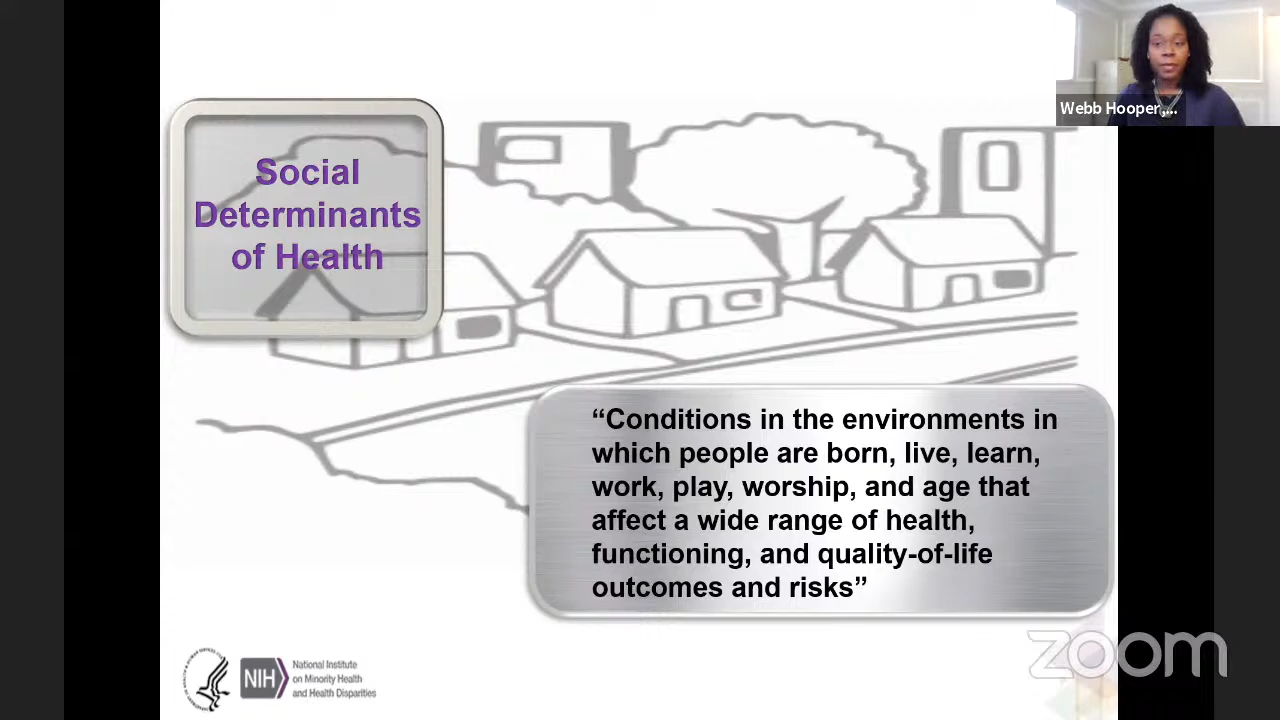 Webb Hooper,...
Social
Determinants
of Health
“Conditions in the environments in
which people are born, live, learn,
work, play, worship, and age that
affect a wide range of health,
functioning, and quality-of-life
outcomes and risks”
NIH
National Institute
on Minority Health
and Health Disparities
zoom